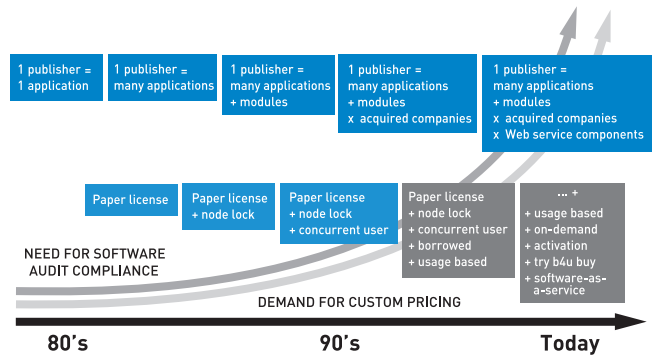 1 publisher =
1 application
1 publisher =
many applications
1 publisher =
many applications
+ modules
1 publisher =
many applications
+ modules
x acquired companies
1 publisher =
many applications
+ modules
x acquired companies
x Web service components
Paper license
Paper license
+ node lock
Paper license
+ node lock
+ concurrent user
Paper license
+ node lock
+ concurrent user
+ borrowed
+ usage based
... +
+ usage based
+ on-demand
+ activation
+ try b4u buy
+ software-as-
a-service
NEED FOR SOFTWARE
AUDIT COMPLIANCE
DEMAND FOR CUSTOM PRICING
80's
90's
Today